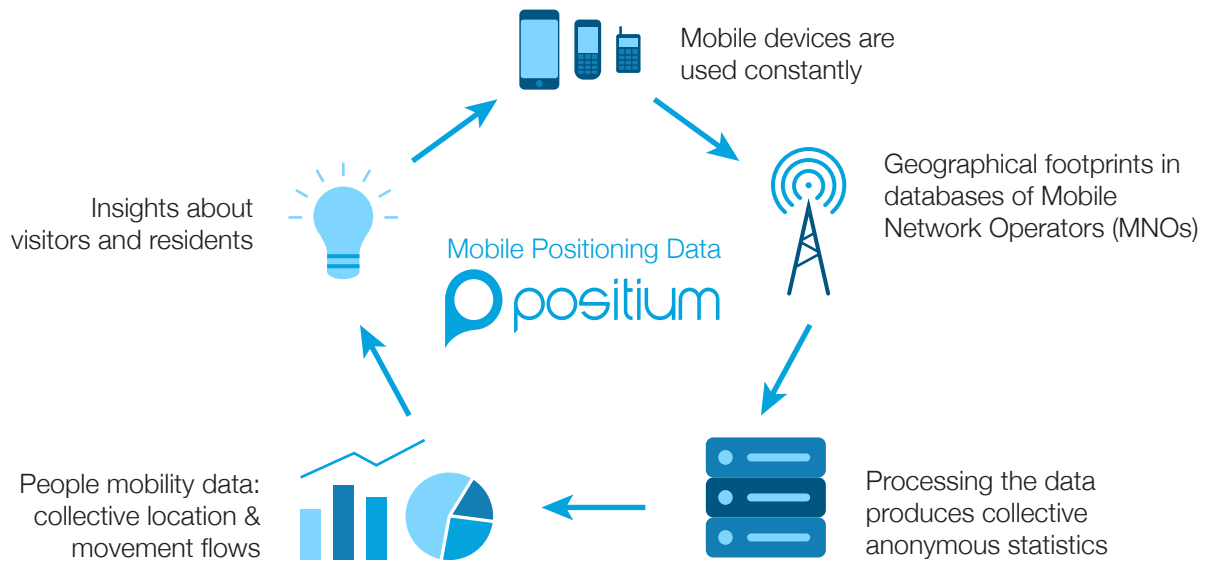 Mobile devices are
used constantly
Geographical footprints in
databases of Mobile
Network Operators (MNOs)
Insights about
visitors and residents
Mobile Positioning Data
positium
People mobility data:
collective location &
movement flows
Processing the data
produces collective
anonymous statistics